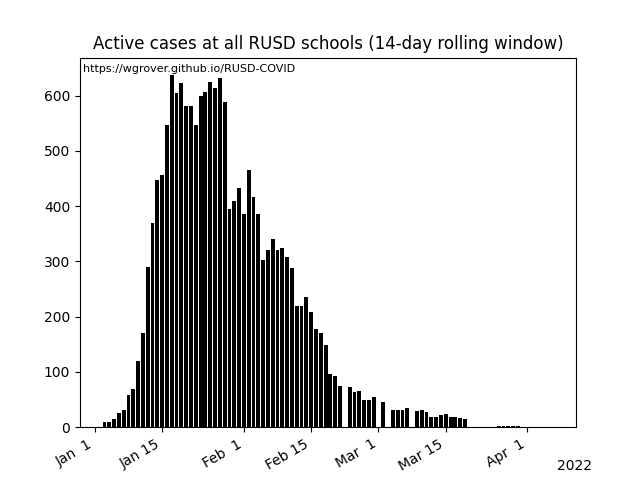 Active cases at all RUSD schools (14-day rolling window)
https://wgrover.github.io/RUSD-COVID
600
500
400
300
200
100
0
Jan 1
Jan 15
Feb 1
Feb 15
Mar 1
Mar 15
Apr 1
2022